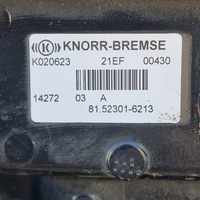 K KNORR-BREMSE
K020623 21EF 00430
14272 03 A
81.52301-6213